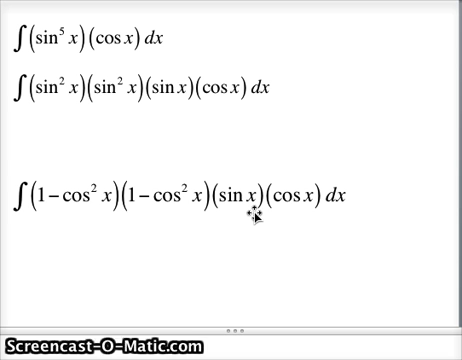 ∫(sin⁵ x)(cos x) dx
∫(sin² x)(sin² x)(sin x)(cos x) dx
∫(1−cos² x)(1−cos² x)(sin x)(cos x) dx
Screencast-O-Matic.com